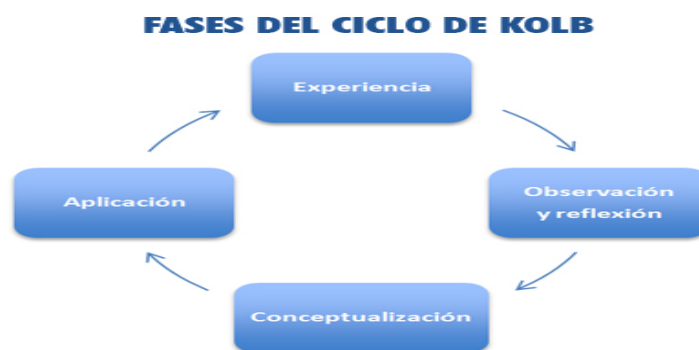 FASES DEL CICLO DE KOLB
Experiencia
Observación
y reflexión
Conceptualización
Aplicación